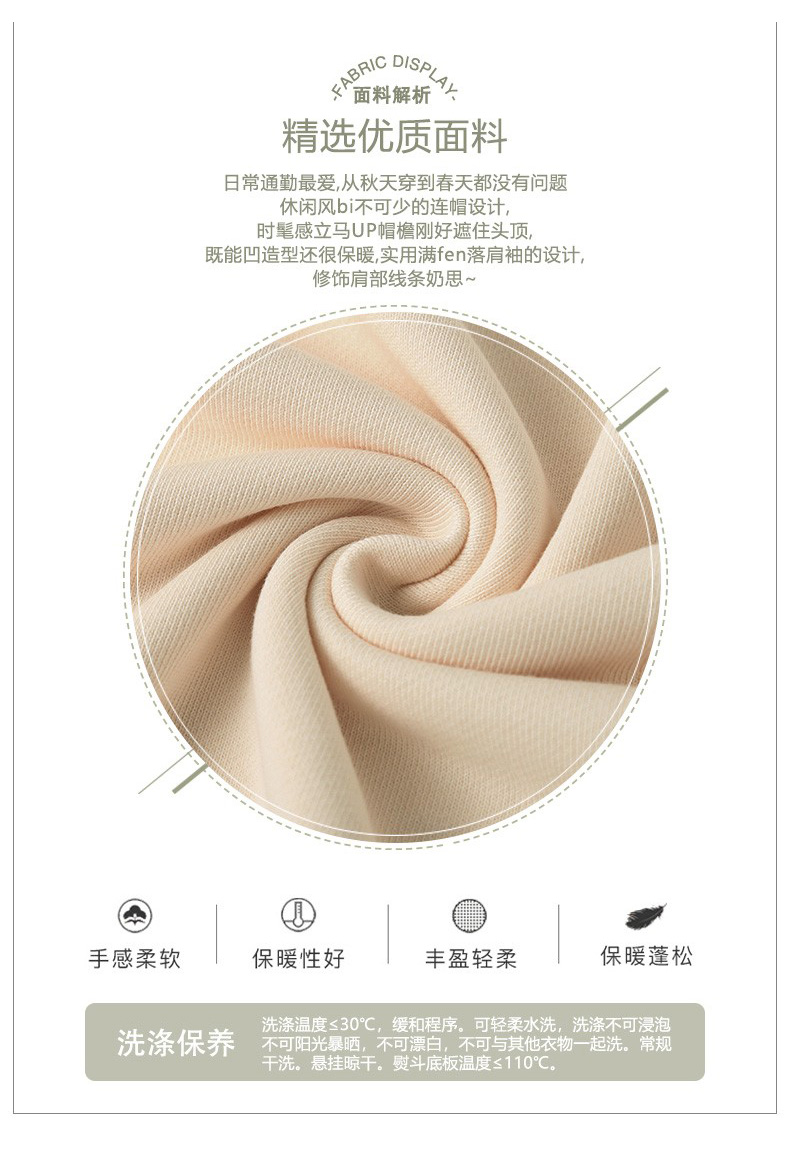 -FABRIC DISPLAY-
面料解析
精选优质面料
日常通勤最爱,从秋天穿到春天都没有问题
休闲风bi不可少的连帽设计,
时髦感立马UP帽檐刚好遮住头顶,
既能凹造型还很保暖,实用满fen落肩袖的设计,
修饰肩部线条奶思~
手感柔软
保暖性好
丰盈轻柔
保暖蓬松
洗涤保养
洗涤温度≤30℃，缓和程序。可轻柔水洗，洗涤不可浸泡
不可阳光暴晒，不可漂白，不可与其他衣物一起洗。常规
干洗。悬挂晾干。熨斗底板温度≤110℃。